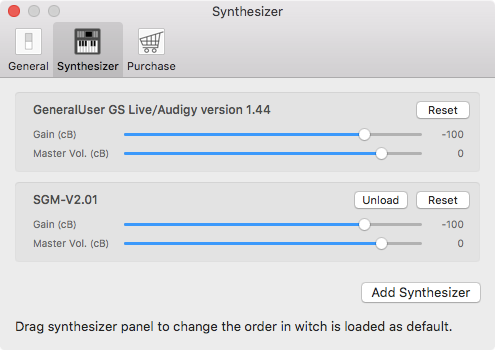 Synthesizer
General Synthesizer Purchase
GeneralUser GS Live/Audigy version 1.44 Reset
Gain (cB) -100
Master Vol. (cB) 0
SGM-V2.01 Unload Reset
Gain (cB) -100
Master Vol. (cB) 0
Add Synthesizer
Drag synthesizer panel to change the order in witch is loaded as default.